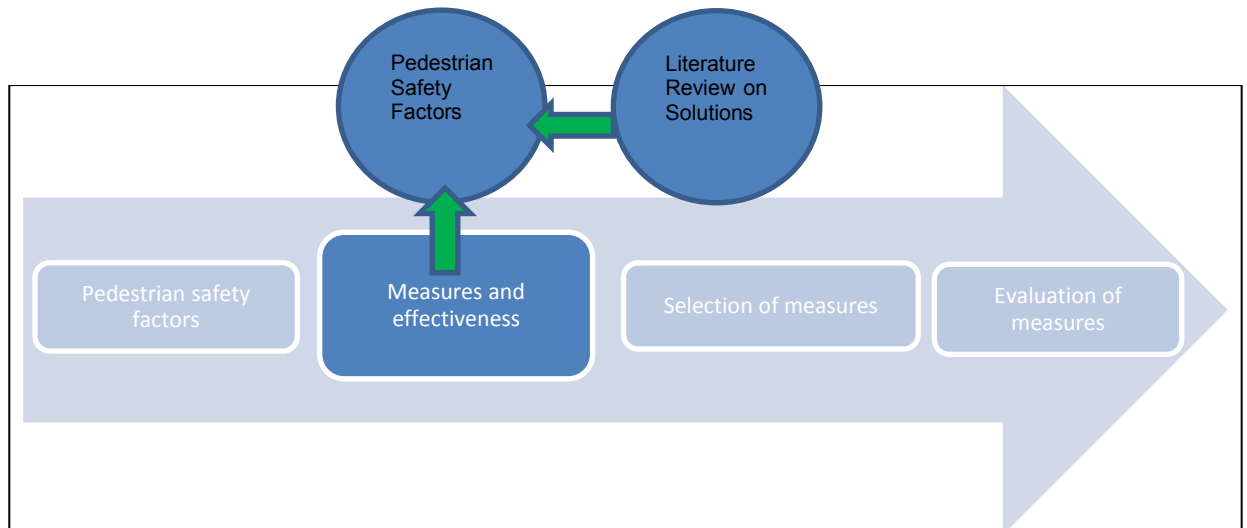 Pedestrian
Safety
Factors
Literature
Review on
Solutions
Pedestrian safety
factors
Measures and
effectiveness
Selection of measures
Evaluation of
measures